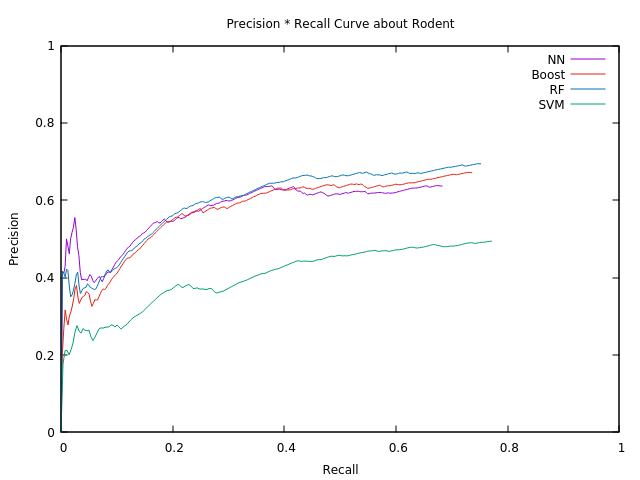 Precision * Recall Curve about Rodent
1
0.8
0.6
0.4
0.2
0
Precision
NN
Boost
RF
SVM
0
0.2
0.4
0.6
0.8
1
Recall